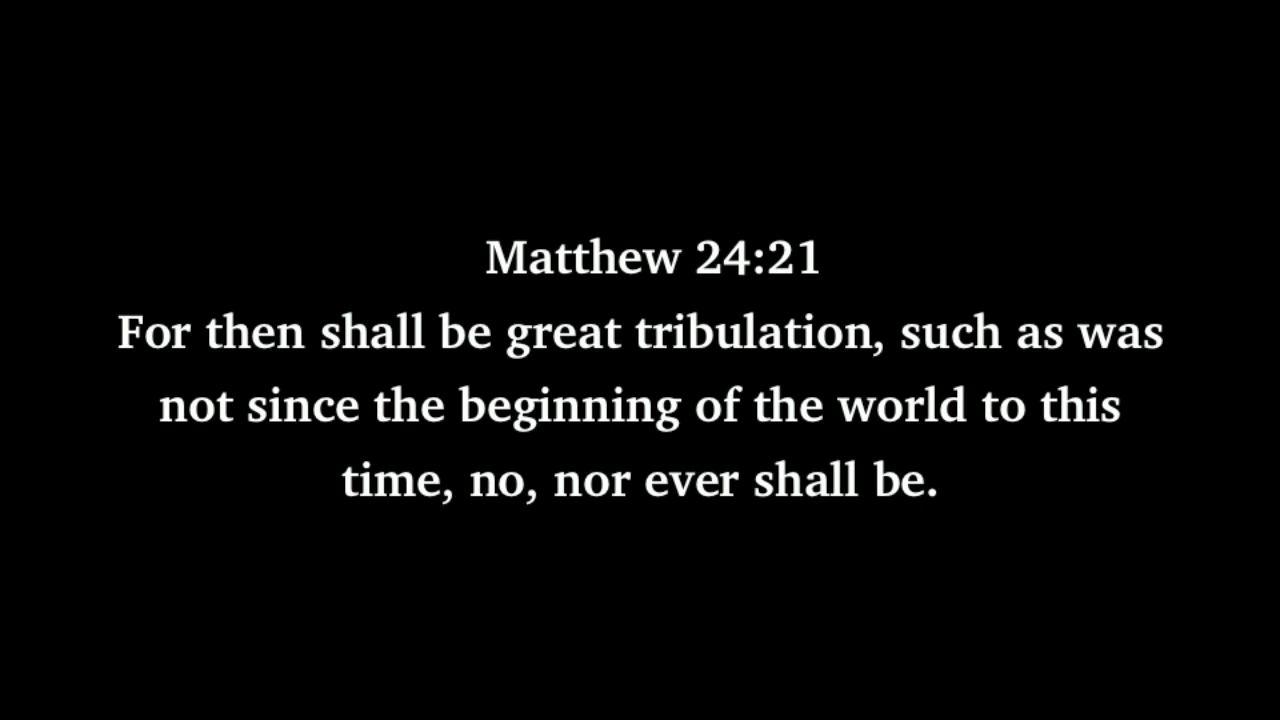 Matthew 24:21
For then shall be great tribulation, such as was
not since the beginning of the world to this
time, no, nor ever shall be.